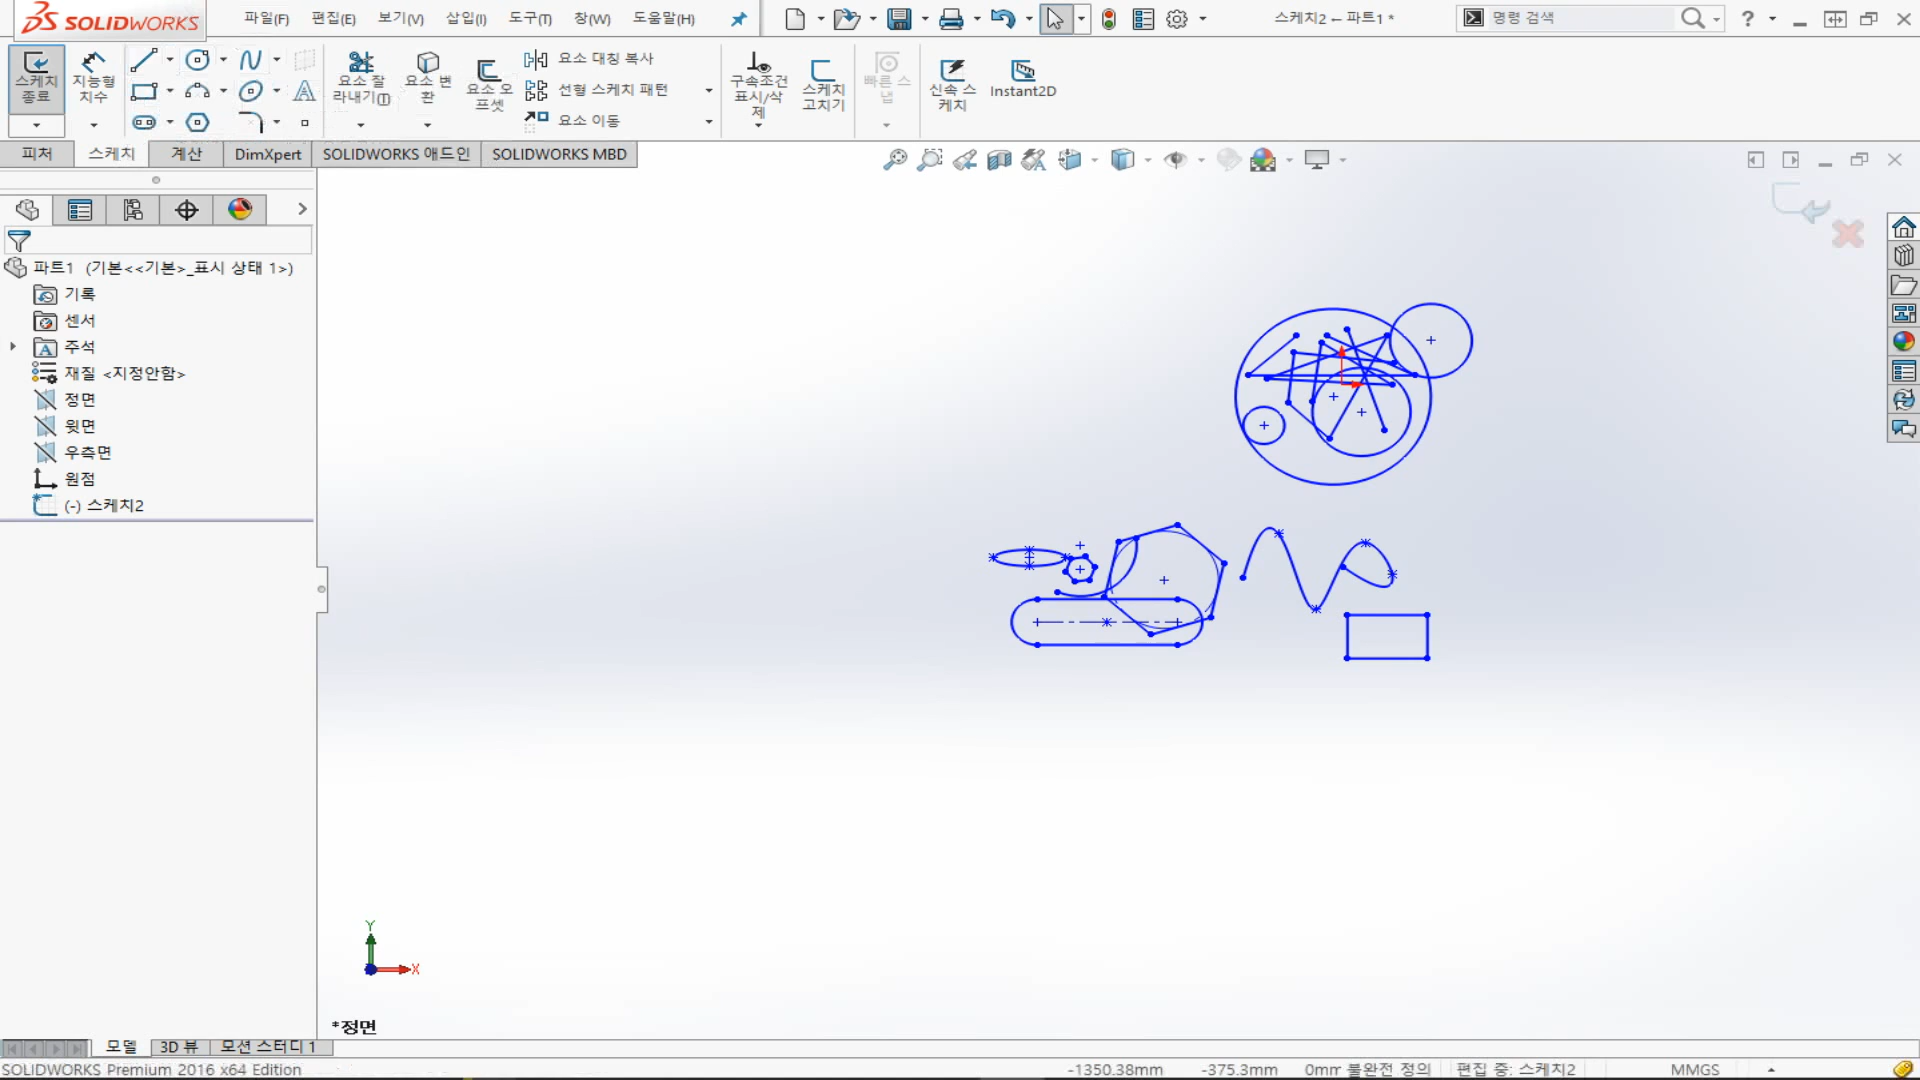 SOLIDWORKS 파일(F) 편집(E) 보기(V) 삽입(I) 도구(T) 창(W) 도움말(H) 스케치2 ← 파트1 * 명령 검색 ?
스케치 종료
지능형 치수
A
요소 잘라내기(T)
요소 변환
요소 오프셋
요소 대칭 복사
선형 스케치 패턴
요소 이동
구속조건 표시/삭제
스케치 고치기
빠른 스냅
신속 스케치
Instant2D
피처 스케치 계산 DimXpert SOLIDWORKS 애드인 SOLIDWORKS MBD
파트1 (기본<<기본>_표시 상태 1>)
기록
센서
A 주석
재질 <지정안함>
정면
윗면
우측면
원점
(-) 스케치2
Y
X
*정면
모델 3D 뷰 모션 스터디 1
SOLIDWORKS Premium 2016 x64 Edition -1350.38mm -375.3mm 0mm 불완전 정의 편집 중: 스케치2 MMGS